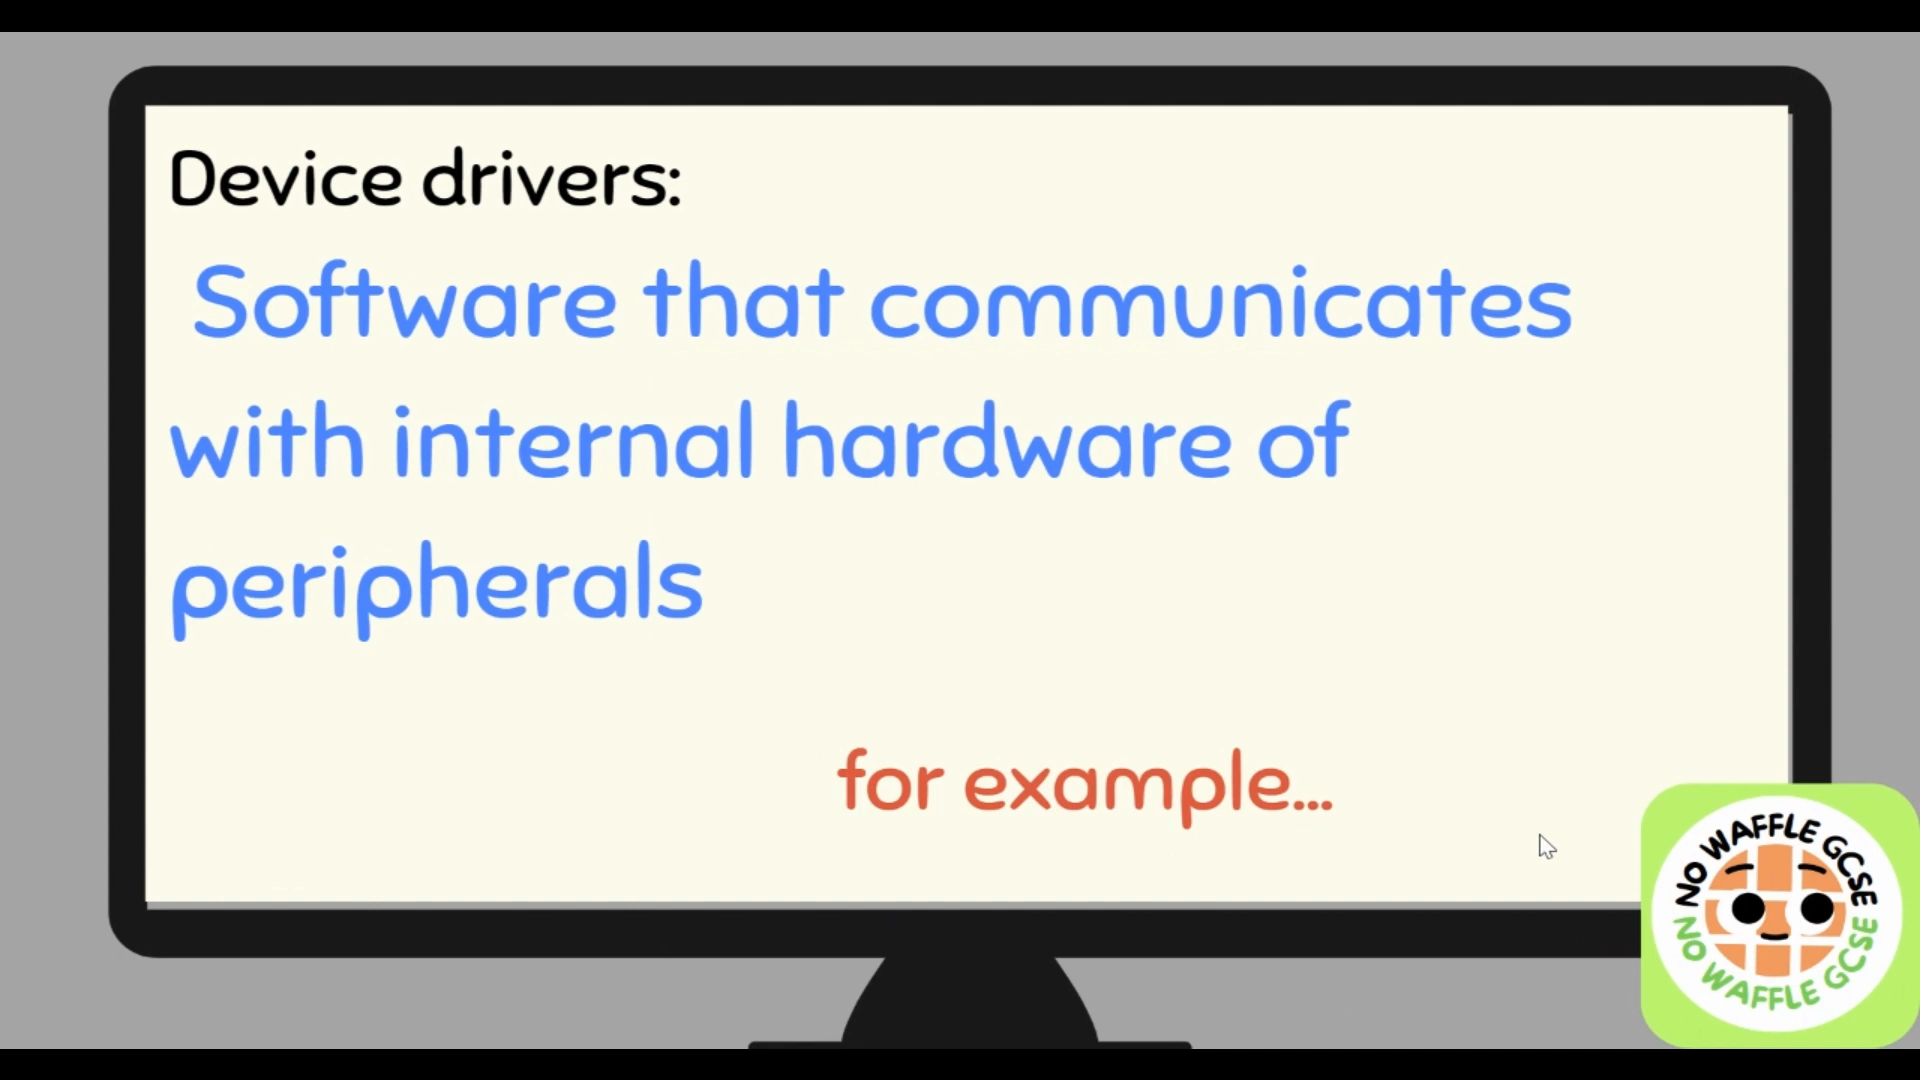 Device drivers:
Software that communicates
with internal hardware of
peripherals
for example...
NO WAFFLE GCSE
NO WAFFLE GCSE